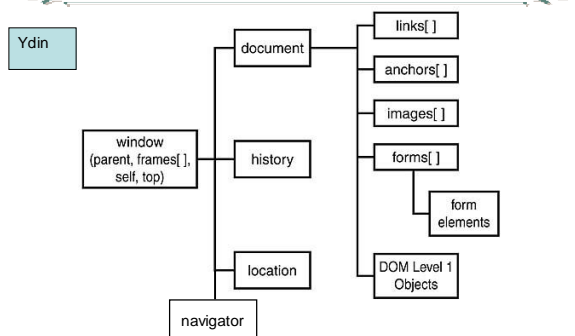 Ydin
window
(parent, frames[ ],
self, top)
document
history
location
navigator
links[ ]
anchors[ ]
images[ ]
forms[ ]
form
elements
DOM Level 1
Objects